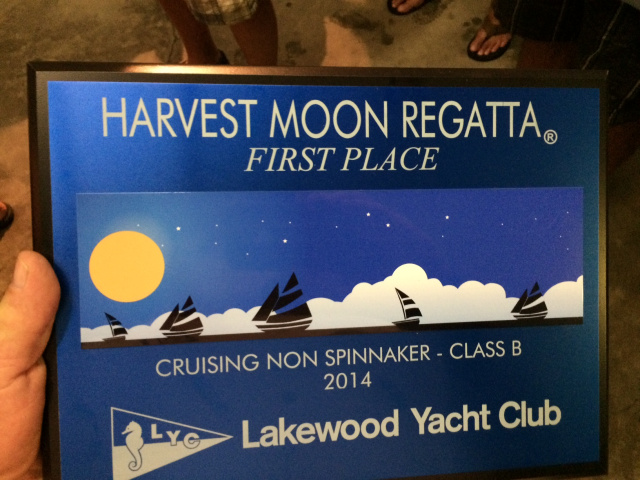 HARVEST MOON REGATTA®
FIRST PLACE
CRUISING NON SPINNAKER - CLASS B
2014
LYC
Lakewood Yacht Club